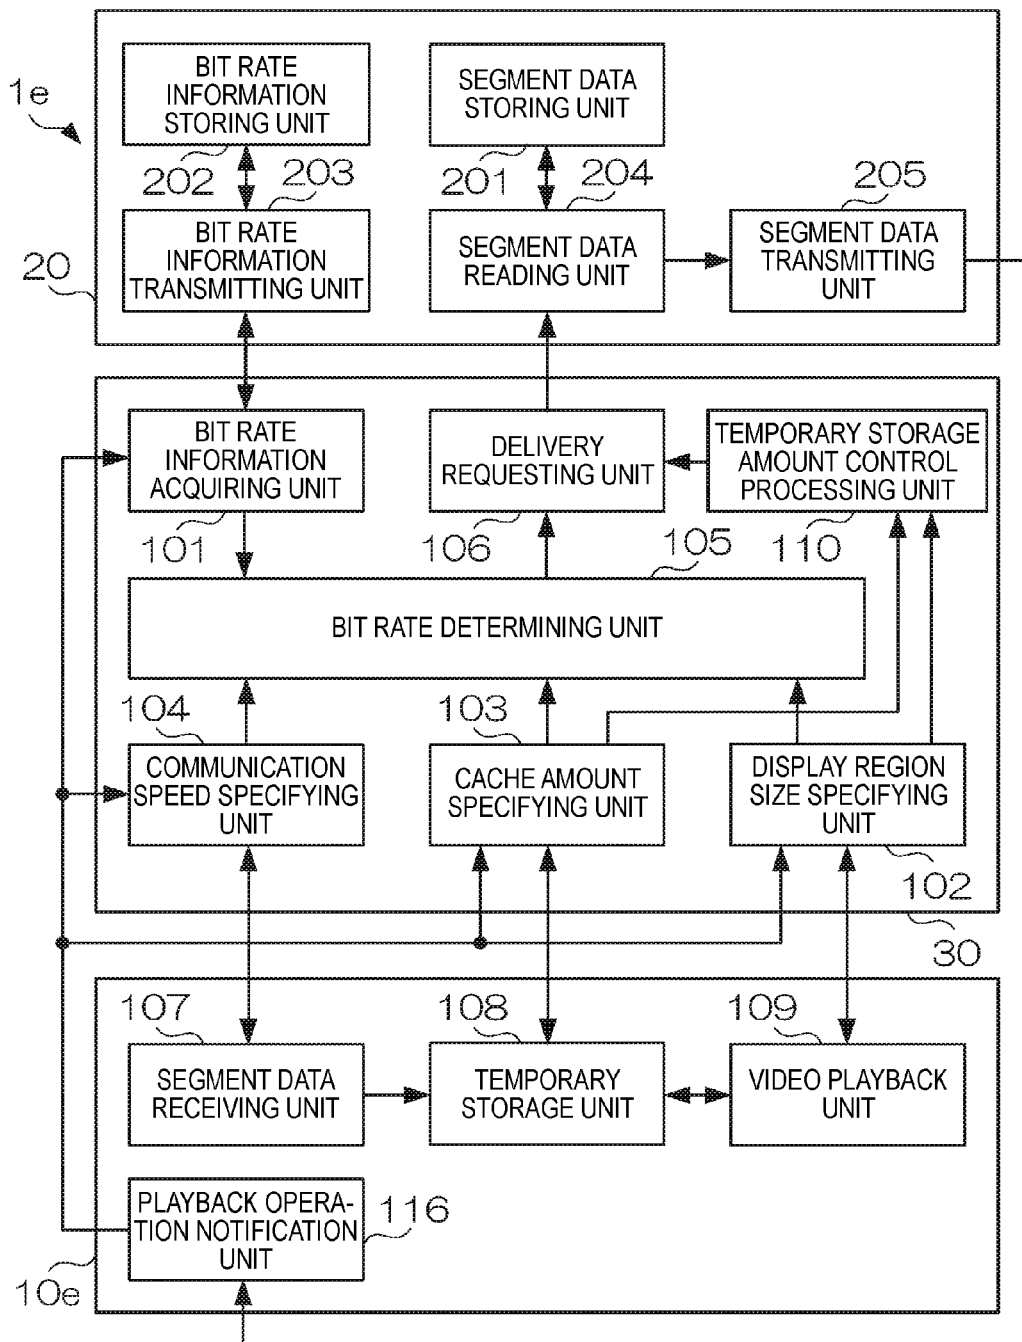 1e
BIT RATE
INFORMATION
STORING UNIT
SEGMENT DATA
STORING UNIT
202
203
201
204
205
BIT RATE
INFORMATION
TRANSMITTING UNIT
SEGMENT DATA
READING UNIT
SEGMENT DATA
TRANSMITTING
UNIT
20
BIT RATE
INFORMATION
ACQUIRING UNIT
DELIVERY
REQUESTING UNIT
TEMPORARY STORAGE
AMOUNT CONTROL
PROCESSING UNIT
101
106
105
110
BIT RATE DETERMINING UNIT
104
103
COMMUNICATION
SPEED SPECIFYING
UNIT
CACHE AMOUNT
SPECIFYING UNIT
DISPLAY REGION
SIZE SPECIFYING
UNIT
102
30
107
108
109
SEGMENT DATA
RECEIVING UNIT
TEMPORARY
STORAGE UNIT
VIDEO PLAYBACK
UNIT
PLAYBACK OPERA-
TION NOTIFICATION
UNIT
116
10e